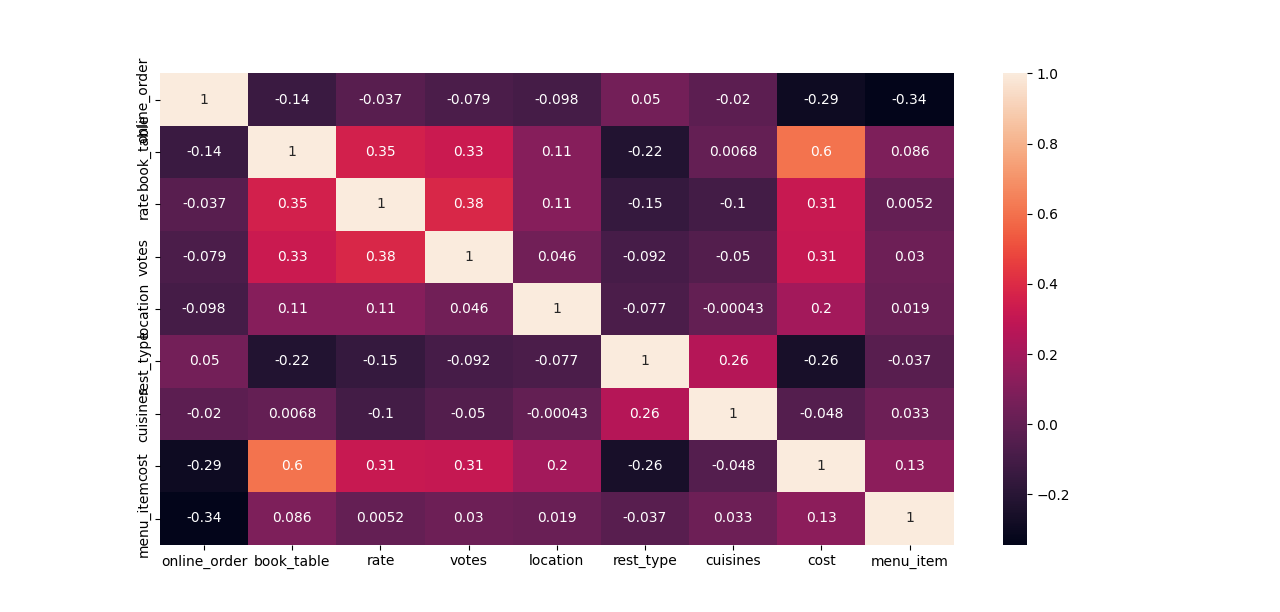 online_order 1 -0.14 -0.037 -0.079 -0.098 0.05 -0.02 -0.29 -0.34
book_table -0.14 1 0.35 0.33 0.11 -0.22 0.0068 0.6 0.086
rate -0.037 0.35 1 0.38 0.11 -0.15 -0.1 0.31 0.0052
votes -0.079 0.33 0.38 1 0.046 -0.092 -0.05 0.31 0.03
location -0.098 0.11 0.11 0.046 1 -0.077 -0.00043 0.2 0.019
rest_type 0.05 -0.22 -0.15 -0.092 -0.077 1 0.26 -0.26 -0.037
cuisines -0.02 0.0068 -0.1 -0.05 -0.00043 0.26 1 -0.048 0.033
cost -0.29 0.6 0.31 0.31 0.2 -0.26 -0.048 1 0.13
menu_item -0.34 0.086 0.0052 0.03 0.019 -0.037 0.033 0.13 1
online_order book_table rate votes location rest_type cuisines cost menu_item
1.0
0.8
0.6
0.4
0.2
0.0
−0.2